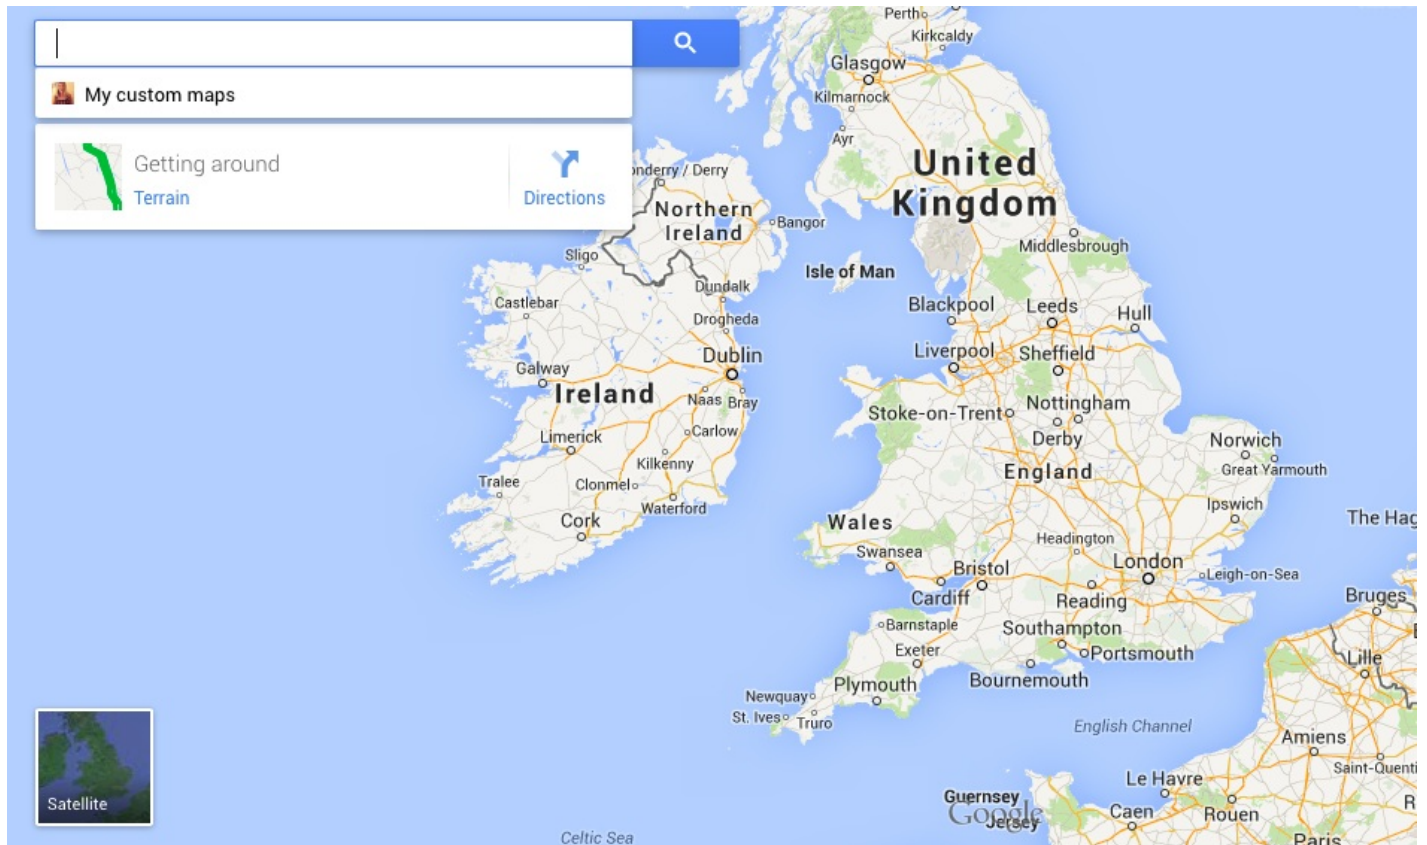 My custom maps
Getting around
Terrain
Directions
Perth
Kirkcaldy
Glasgow
Kilmarnock
Ayr
United
Kingdom
onderry / Derry
Northern
Ireland
Bangor
Middlesbrough
Sligo
Isle of Man
Dundalk
Castlebar
Blackpool
Leeds
Hull
Drogheda
Liverpool
Sheffield
Dublin
Galway
Ireland
Naas
Bray
Stoke-on-Trent
Nottingham
Carlow
Limerick
Derby
Norwich
Kilkenny
England
Great Yarmouth
Tralee
Clonmel
Waterford
Ipswich
Cork
Wales
The Hag
Headington
Swansea
Bristol
London
Leigh-on-Sea
Cardiff
Reading
Bruges
Barnstaple
Southampton
Exeter
Portsmouth
Lille
Plymouth
Bournemouth
Newquay
St. Ives
Truro
English Channel
Amiens
Saint-Quenti
Le Havre
Guernsey
Google
Jersey
Caen
Rouen
R
Satellite
Celtic Sea
Paris